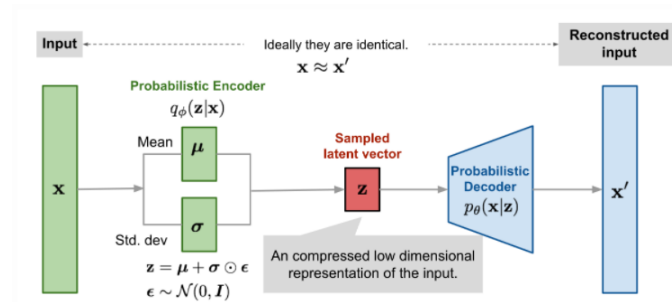 Input
Ideally they are identical.
x ≈ x′
Reconstructed
input
Probabilistic Encoder
qϕ(z|x)
Mean
μ
x
Std. dev
σ
z = μ + σ ⊙ ϵ
ϵ ∼ 𝒩(0, I)
Sampled
latent vector
z
An compressed low dimensional
representation of the input.
Probabilistic
Decoder
pθ(x|z)
x′